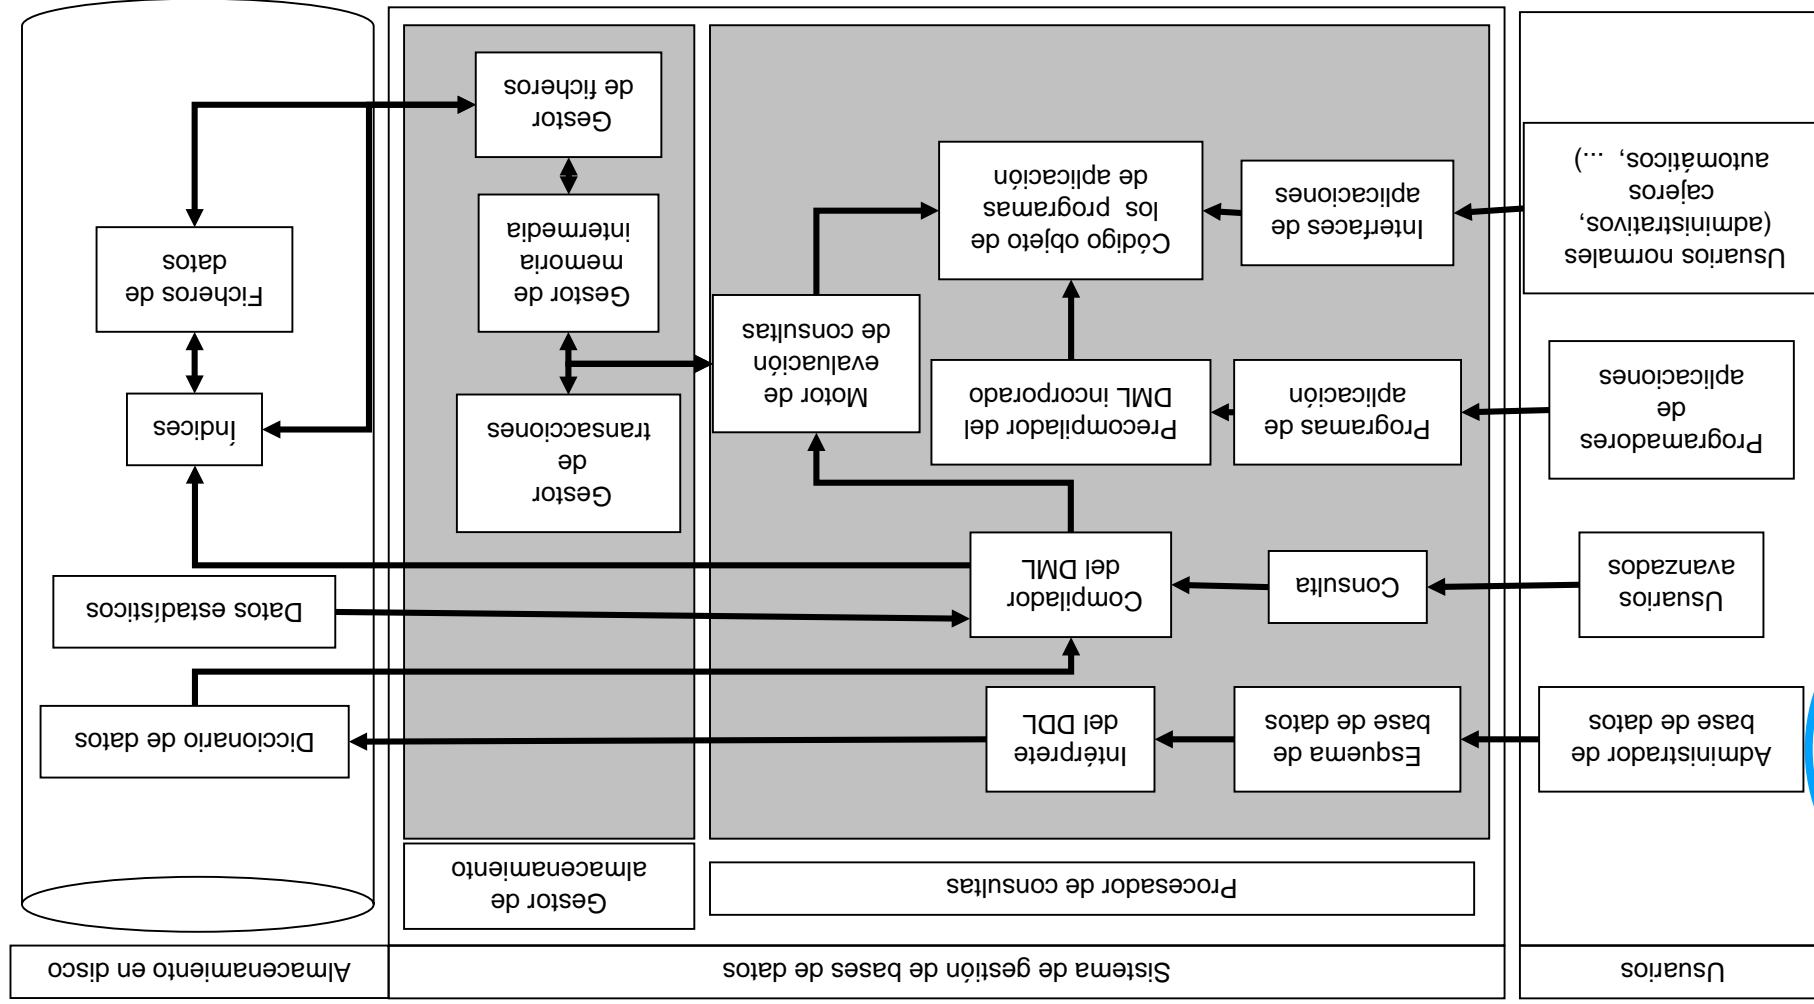 Usuarios
Sistema de gestión de bases de datos
Almacenamiento en disco
Procesador de consultas
Gestor de
almacenamiento
Administrador de
base de datos
Esquema de
base de datos
Intérprete
del DDL
Diccionario de datos
Usuarios
avanzados
Consulta
Compilador
del DML
Datos estadísticos
Programadores
de
aplicaciones
Programas de
aplicación
Precompilador del
DML incorporado
Motor de
evaluación
de consultas
Gestor
de
transacciones
Índices
Usuarios normales
(administrativos,
cajeros
automáticos, ...)
Interfaces de
aplicaciones
Código objeto de
los programas
de aplicación
Gestor de
memoria
intermedia
Ficheros de
datos
Gestor
de ficheros